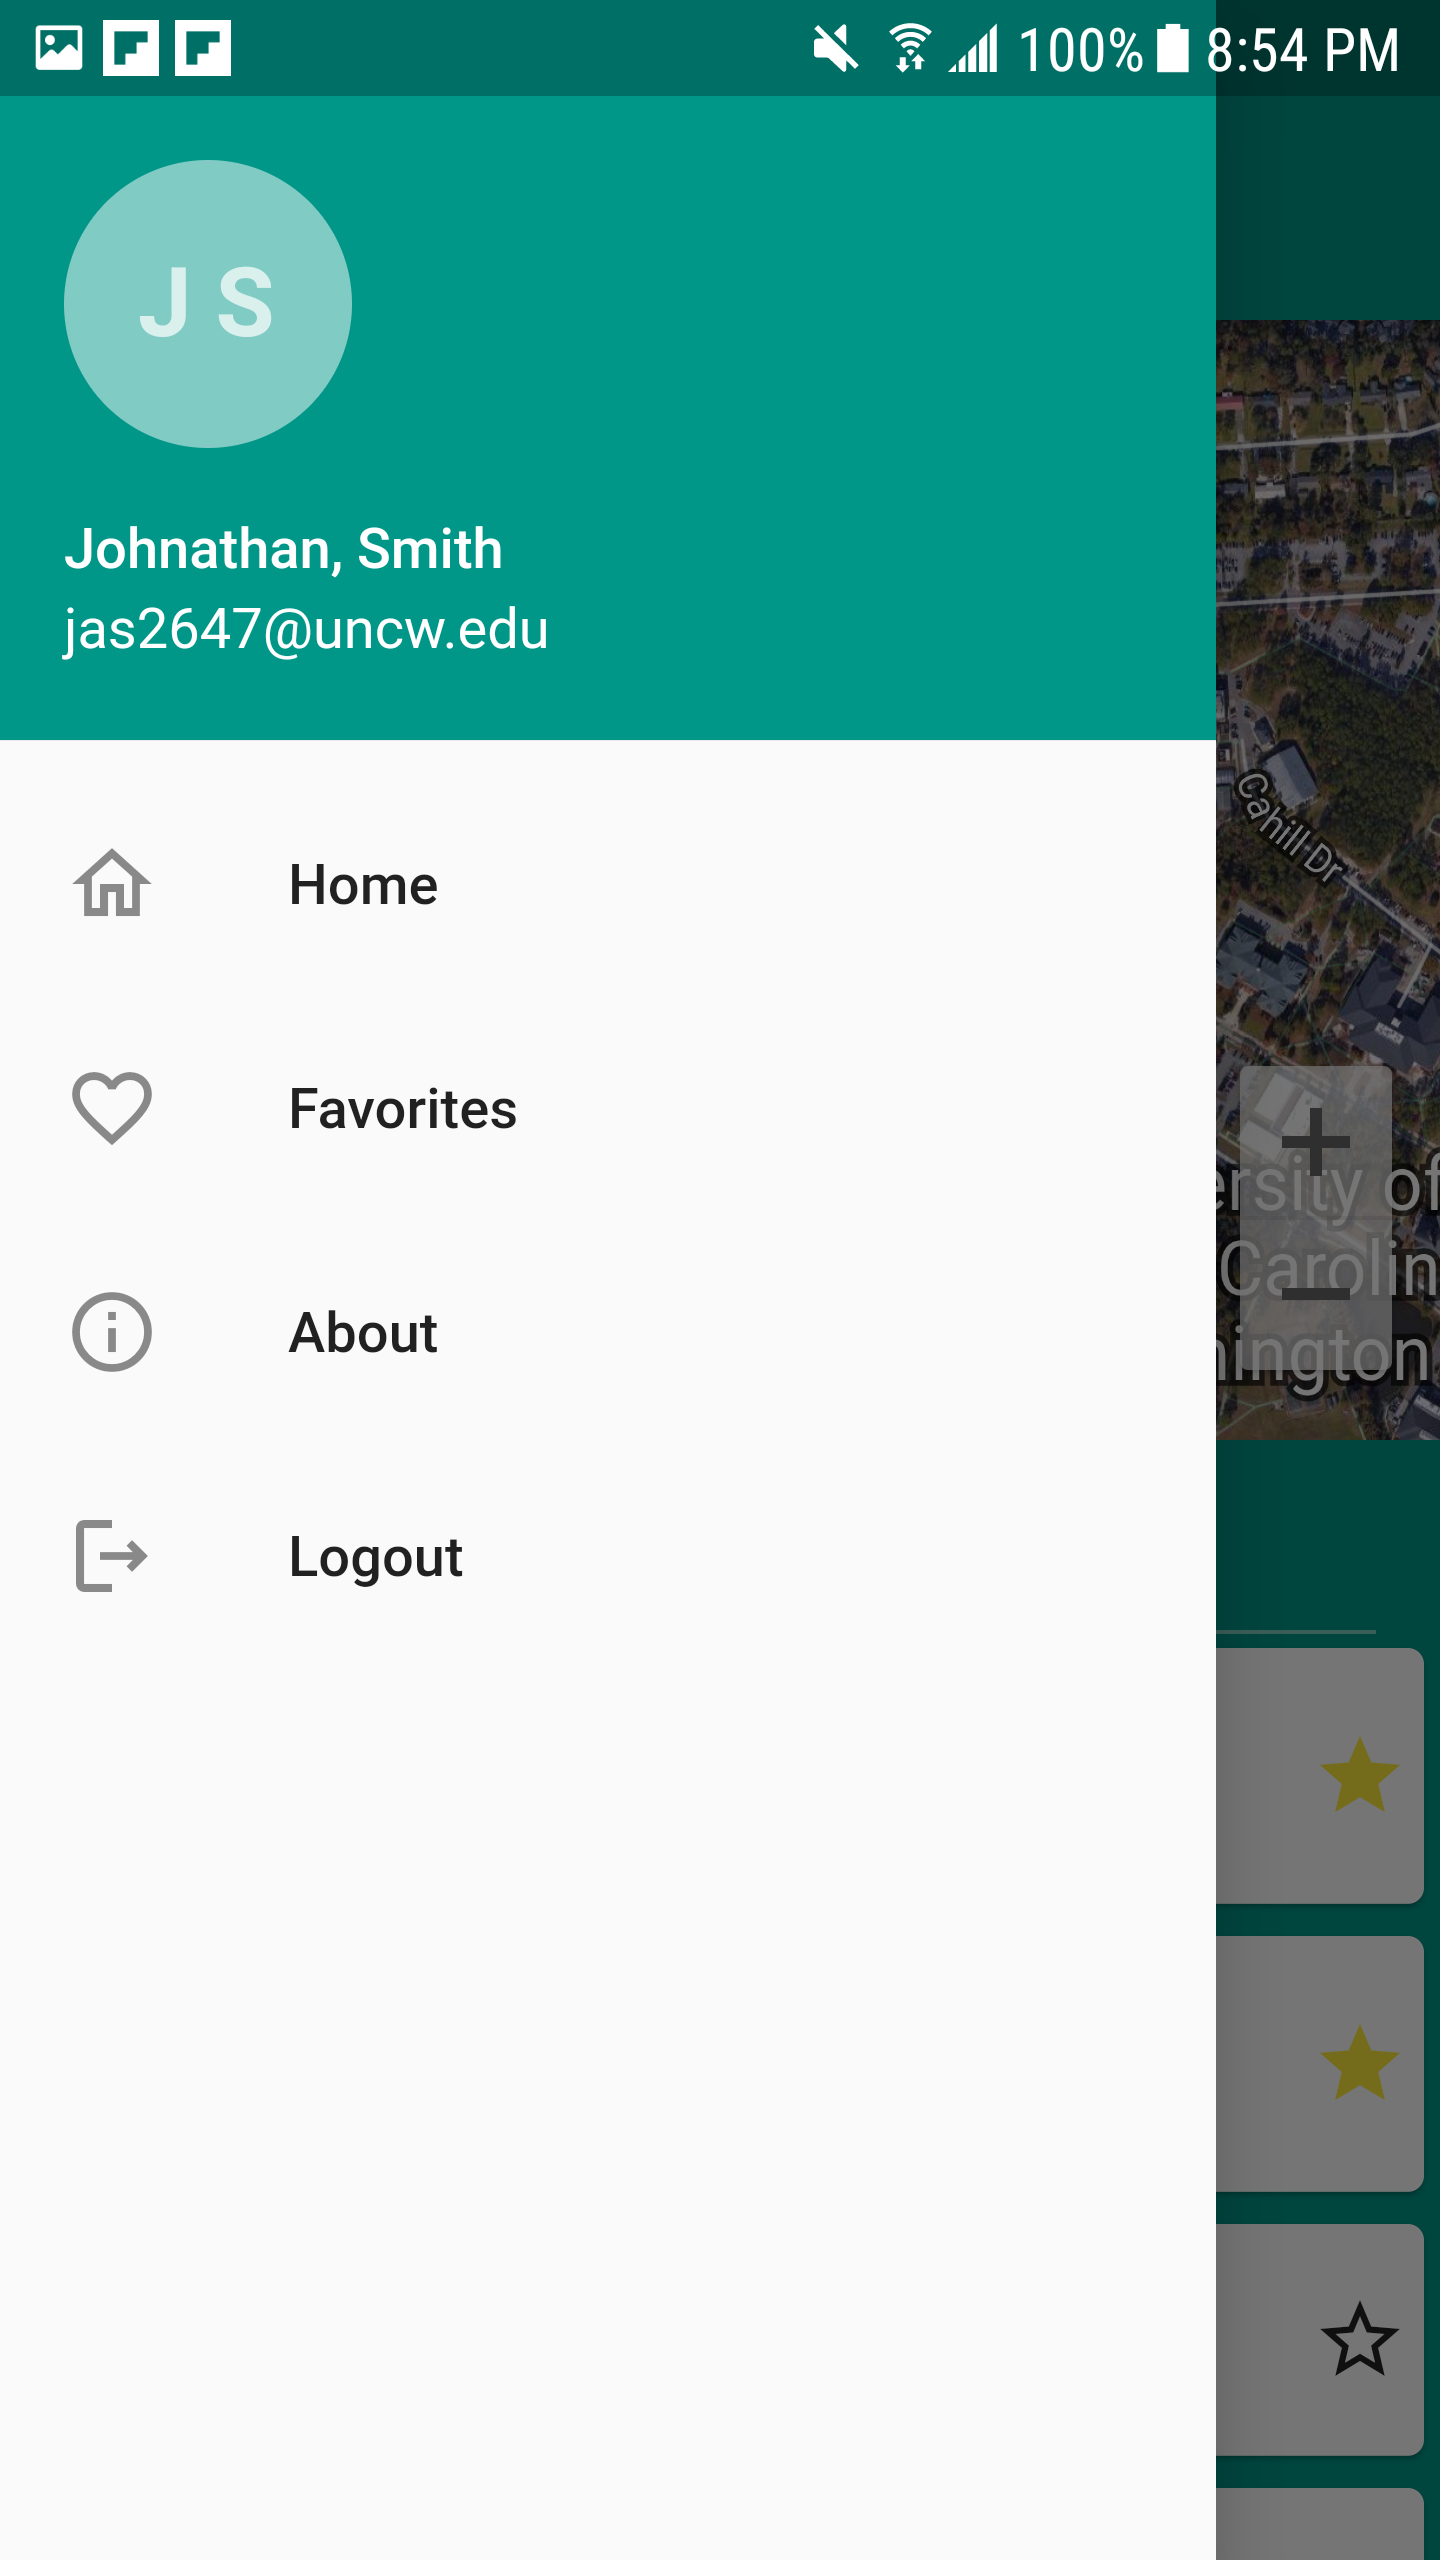 100% 8:54 PM
J S
Johnathan, Smith
jas2647@uncw.edu
Home
Favorites
About
Logout
Cahill Dr
ersity of
Carolin
ington